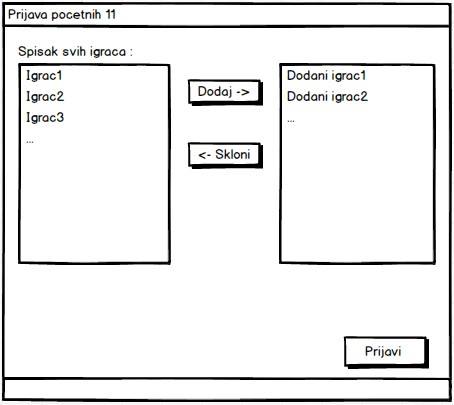 Prijava pocetnih 11
Spisak svih igraca :
Igrac1
Igrac2
Igrac3
...
Dodaj ->
<- Skloni
Dodani igrac1
Dodani igrac2
...
Prijavi